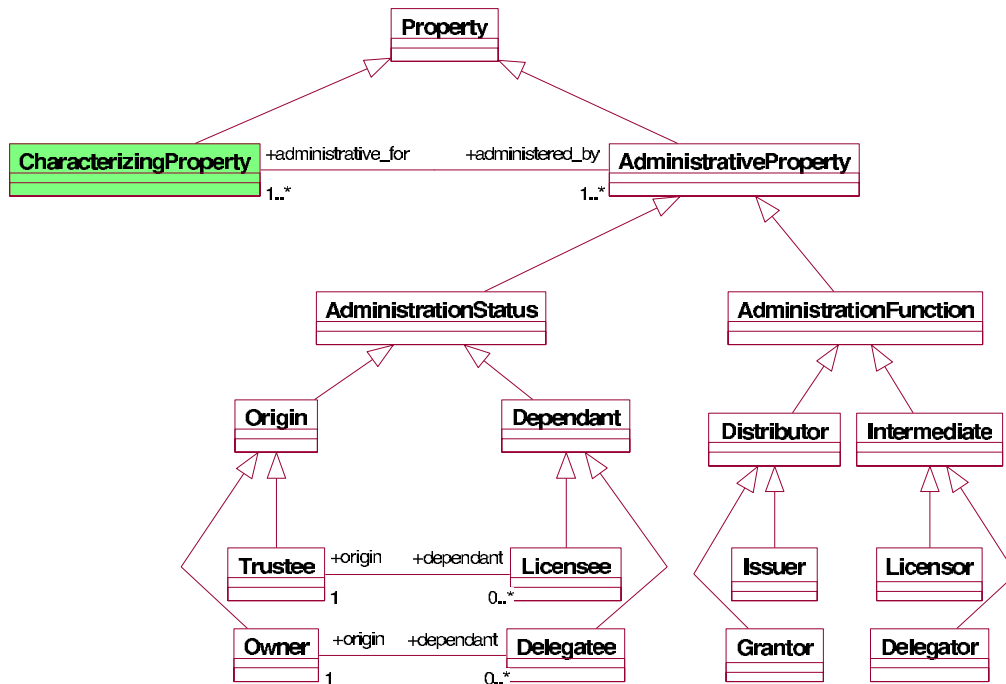 Property
CharacterizingProperty
+administrative_for
+administered_by
AdministrativeProperty
1..*
1..*
AdministrationStatus
AdministrationFunction
Origin
Dependant
Distributor
Intermediate
Trustee
+origin
+dependant
Licensee
Issuer
Licensor
1
0..*
Owner
+origin
+dependant
Delegatee
Grantor
Delegator
1
0..*